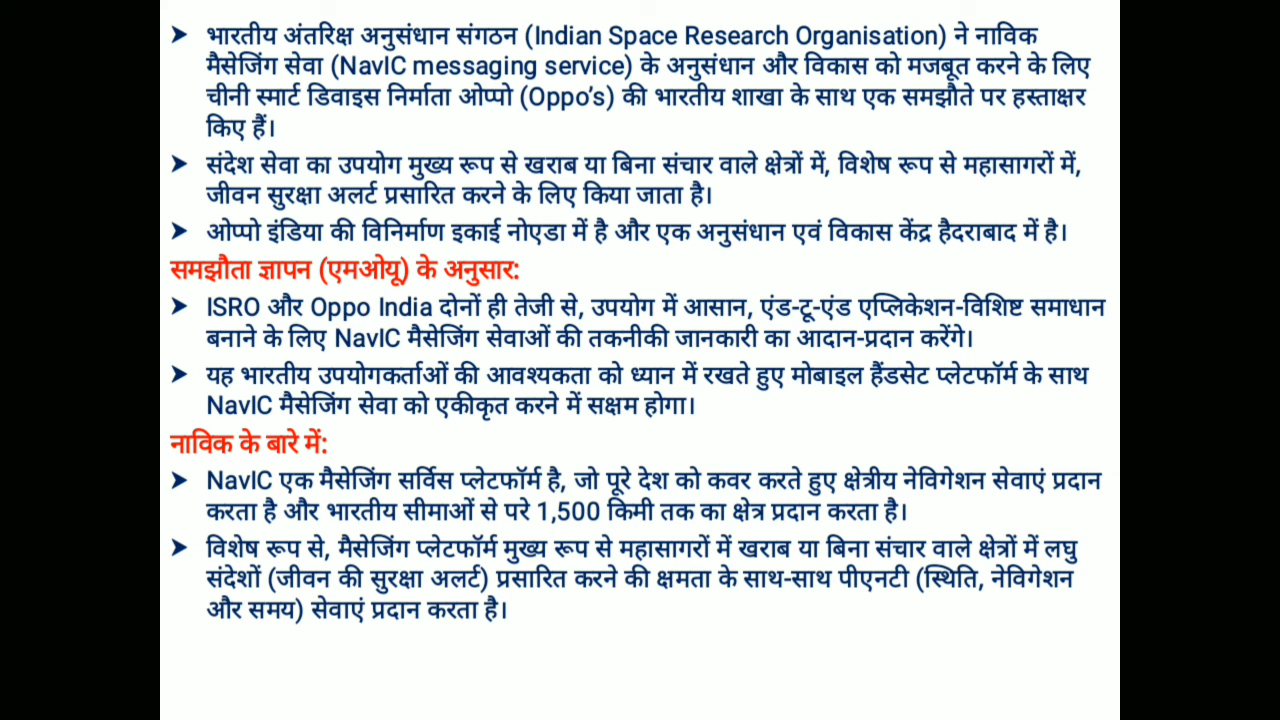 ➤ भारतीय अंतरिक्ष अनुसंधान संगठन (Indian Space Research Organisation) ने नाविक
मैसेजिंग सेवा (NavIC messaging service) के अनुसंधान और विकास को मजबूत करने के लिए
चीनी स्मार्ट डिवाइस निर्माता ओप्पो (Oppo’s) की भारतीय शाखा के साथ एक समझौते पर हस्ताक्षर
किए हैं।
➤ संदेश सेवा का उपयोग मुख्य रूप से खराब या बिना संचार वाले क्षेत्रों में, विशेष रूप से महासागरों में,
जीवन सुरक्षा अलर्ट प्रसारित करने के लिए किया जाता है।
➤ ओप्पो इंडिया की विनिर्माण इकाई नोएडा में है और एक अनुसंधान एवं विकास केंद्र हैदराबाद में है।
समझौता ज्ञापन (एमओयू) के अनुसार:
➤ ISRO और Oppo India दोनों ही तेजी से, उपयोग में आसान, एंड-टू-एंड एप्लिकेशन-विशिष्ट समाधान
बनाने के लिए NavIC मैसेजिंग सेवाओं की तकनीकी जानकारी का आदान-प्रदान करेंगे।
➤ यह भारतीय उपयोगकर्ताओं की आवश्यकता को ध्यान में रखते हुए मोबाइल हैंडसेट प्लेटफॉर्म के साथ
NavIC मैसेजिंग सेवा को एकीकृत करने में सक्षम होगा।
नाविक के बारे में:
➤ NavIC एक मैसेजिंग सर्विस प्लेटफॉर्म है, जो पूरे देश को कवर करते हुए क्षेत्रीय नेविगेशन सेवाएं प्रदान
करता है और भारतीय सीमाओं से परे 1,500 किमी तक का क्षेत्र प्रदान करता है।
➤ विशेष रूप से, मैसेजिंग प्लेटफॉर्म मुख्य रूप से महासागरों में खराब या बिना संचार वाले क्षेत्रों में लघु
संदेशों (जीवन की सुरक्षा अलर्ट) प्रसारित करने की क्षमता के साथ-साथ पीएनटी (स्थिति, नेविगेशन
और समय) सेवाएं प्रदान करता है।